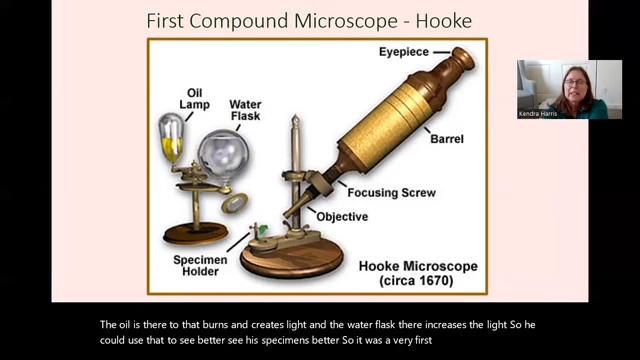 First Compound Microscope - Hooke
Eyepiece
Oil
Lamp
Water
Flask
Barrel
Focusing Screw
Objective
Specimen
Holder
Hooke Microscope
(circa 1670)
Kendra Harris
The oil is there to that burns and creates light and the water flask there increases the light So he
could use that to see better see his specimens better So it was a very first